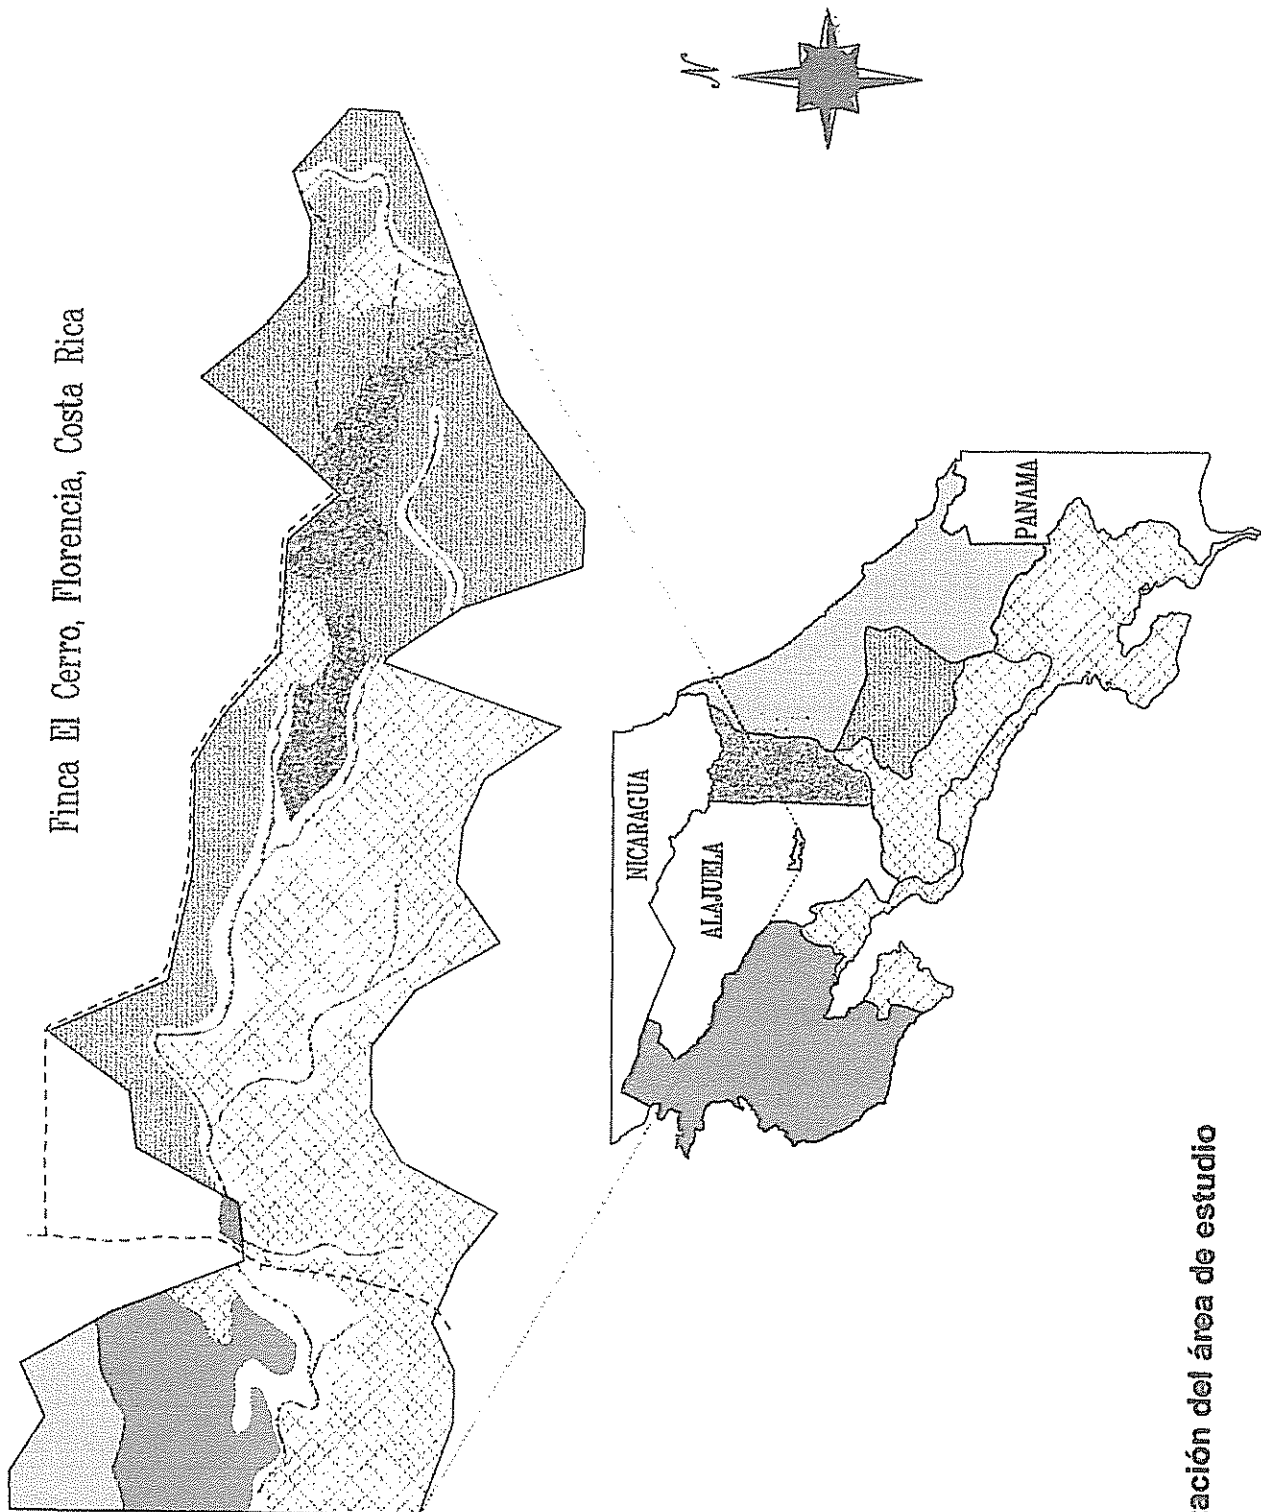 Finca El Cerro, Florencia, Costa Rica
N
NICARAGUA
ALAJUELA
PANAMA
ación del área de estudio